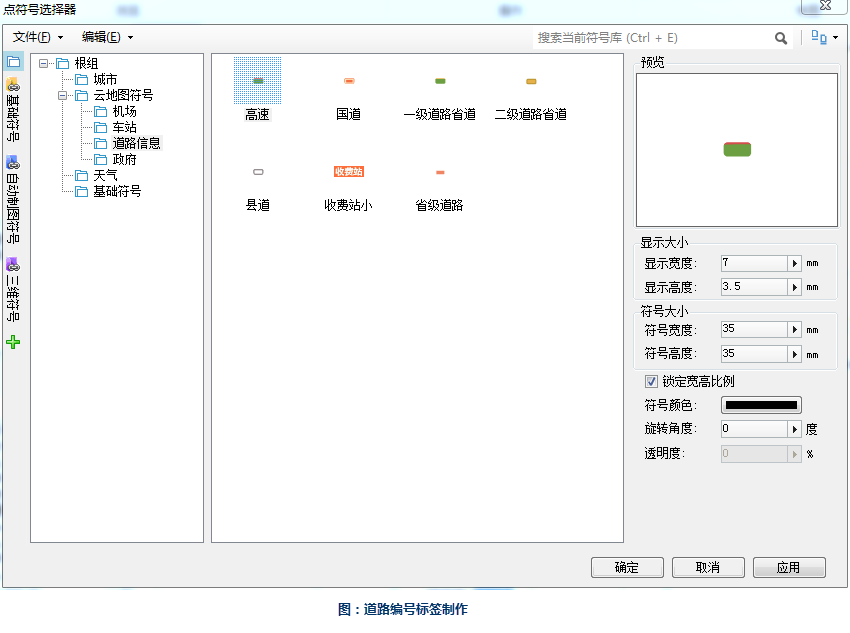 点符号选择器
文件(F) 编辑(E)
搜索当前符号库 (Ctrl + E)
基础符号
自动制图符号
三维符号
根组
城市
云地图符号
机场
车站
道路信息
政府
天气
基础符号
高速 国道 一级道路省道 二级道路省道
收费站
县道 收费站小 省级道路
预览
显示大小
显示宽度: 7 mm
显示高度: 3.5 mm
符号大小
符号宽度: 35 mm
符号高度: 35 mm
锁定宽高比例
符号颜色:
旋转角度: 0 度
透明度: 0 %
确定 取消 应用
图：道路编号标签制作